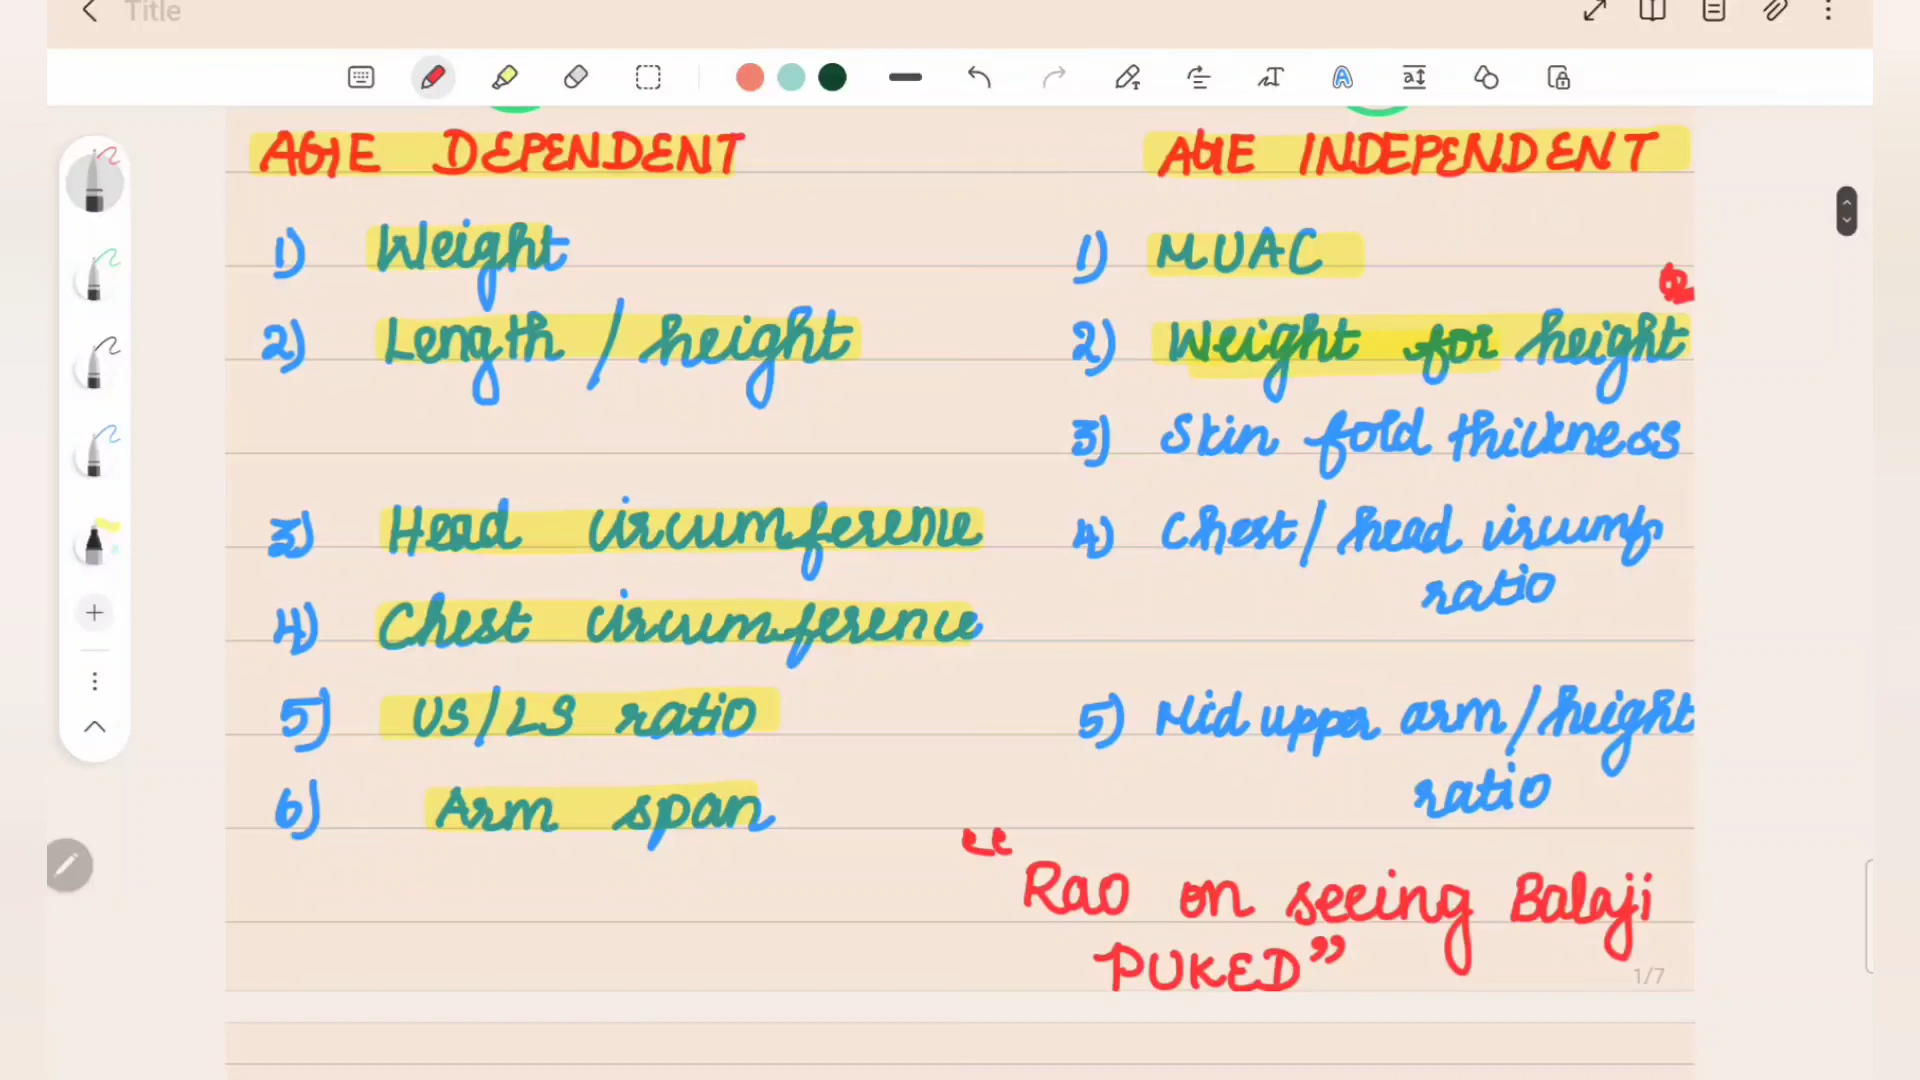 Title
AGE DEPENDENT
1) Weight
2) Length / height
3) Head circumference
4) Chest circumference
5) US/LS ratio
6) Arm span
AGE INDEPENDENT
1) MUAC
2) Weight for height
3) Skin fold thickness
4) Chest/head circumf
ratio
5) Mid upper arm/height
ratio
"Rao on seeing Balaji
PUKED"
1/7